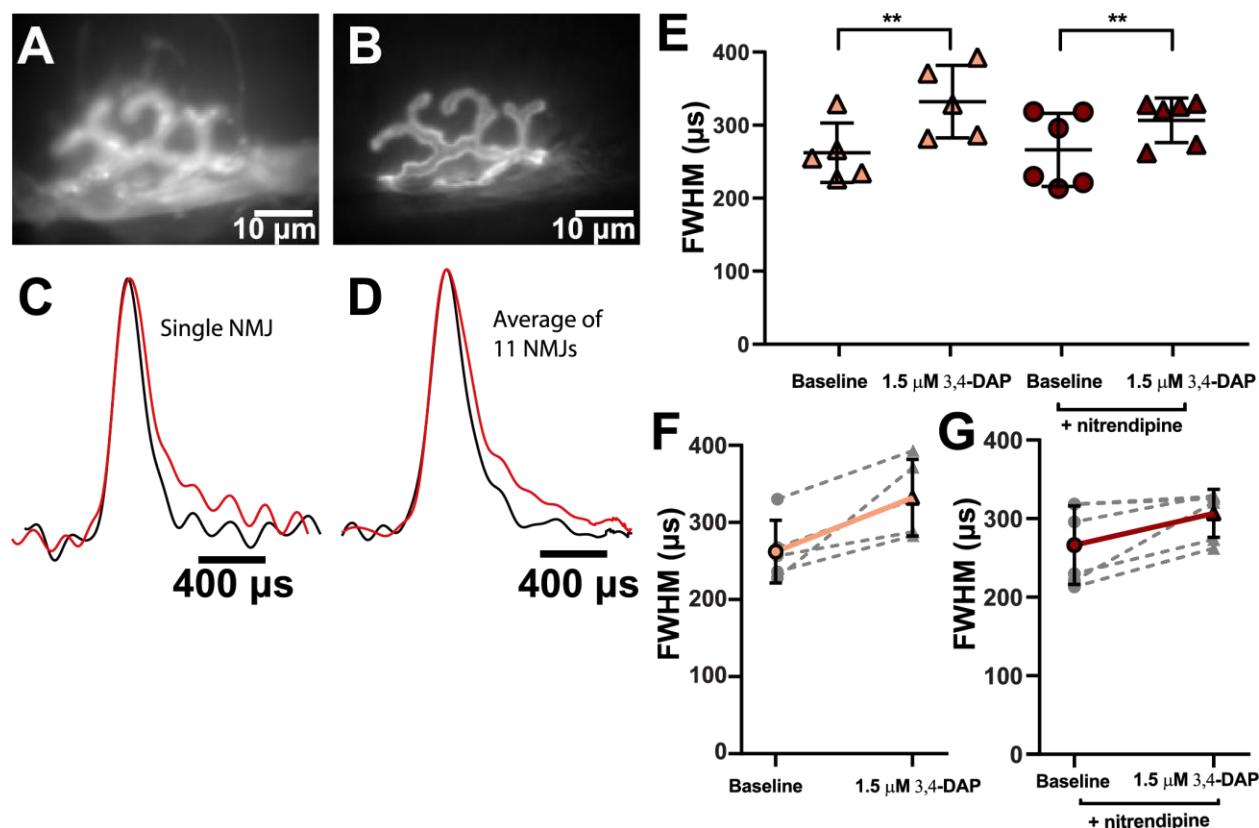 A
10 µm
B
10 µm
C
Single NMJ
400 µs
D
Average of
11 NMJs
400 µs
E
**
**
FWHM (µs)
400
300
200
100
0
Baseline
1.5 µM 3,4-DAP
Baseline
1.5 µM 3,4-DAP
+ nitrendipine
F
FWHM (µs)
400
300
200
100
0
Baseline
1.5 µM 3,4-DAP
G
FWHM (µs)
400
300
200
100
0
Baseline
1.5 µM 3,4-DAP
+ nitrendipine